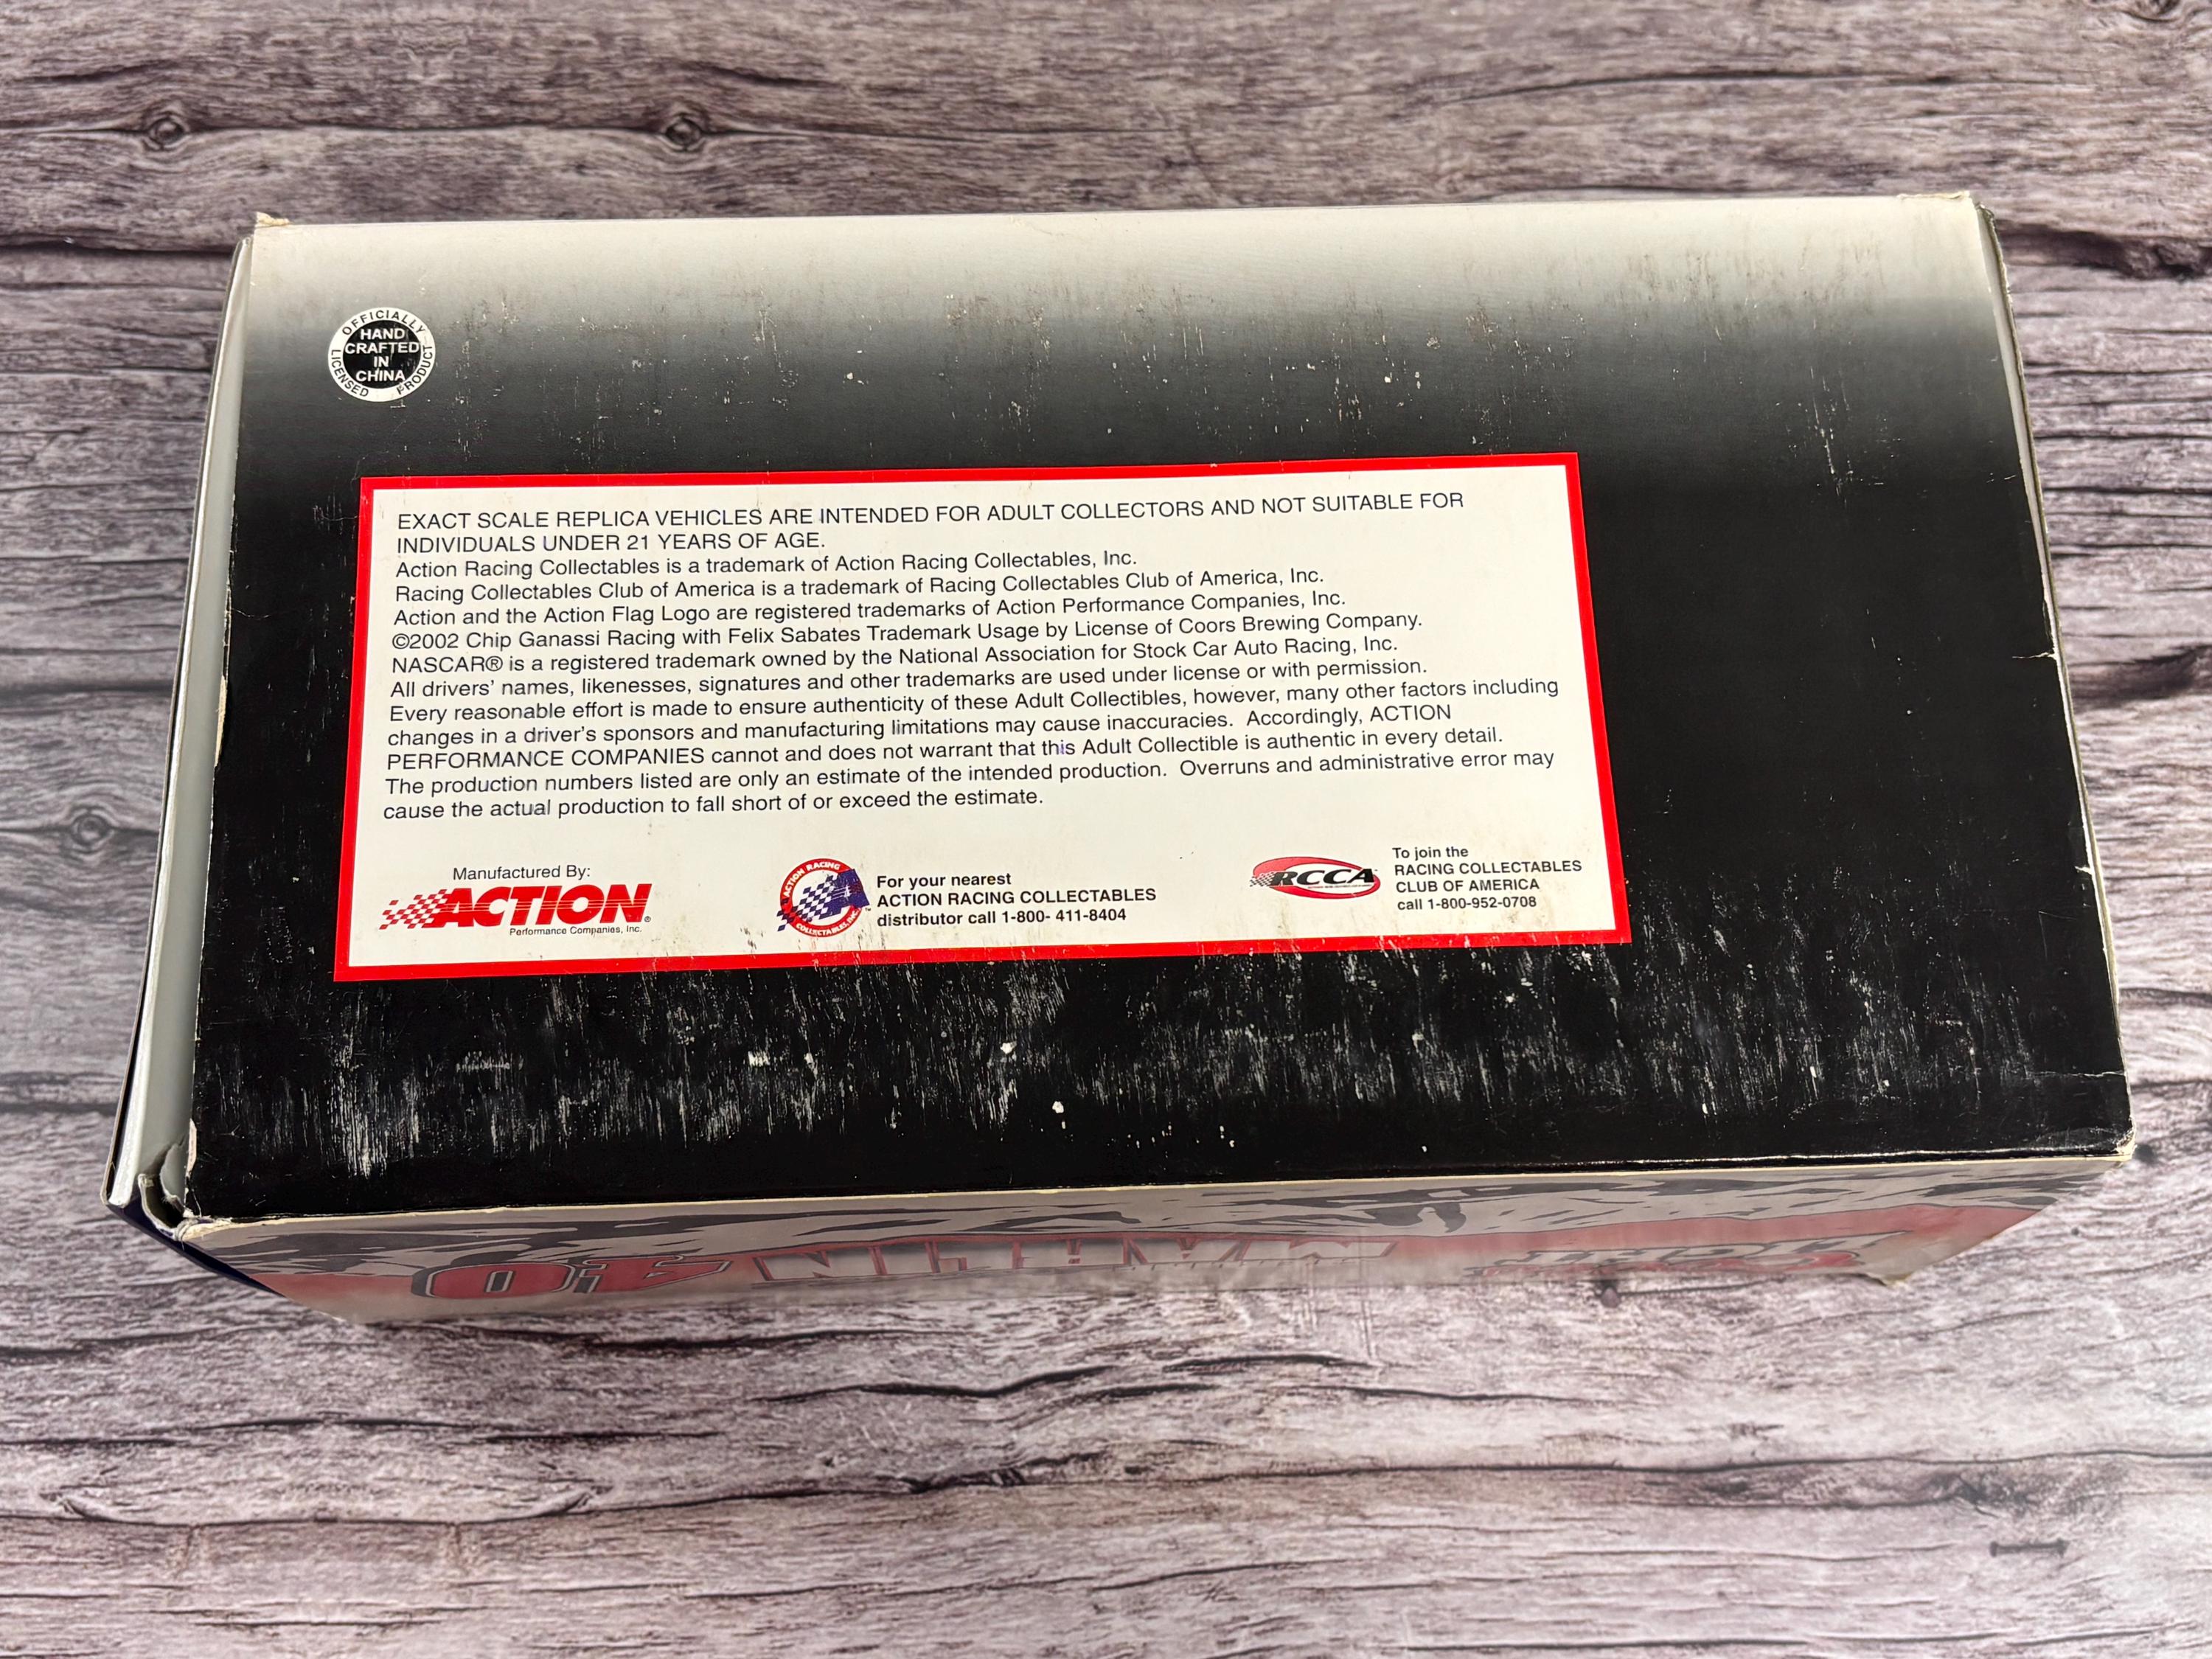 OFFICIALLY
LICENSED PRODUCT
HAND
CRAFTED
IN
CHINA
EXACT SCALE REPLICA VEHICLES ARE INTENDED FOR ADULT COLLECTORS AND NOT SUITABLE FOR
INDIVIDUALS UNDER 21 YEARS OF AGE.
Action Racing Collectables is a trademark of Action Racing Collectables, Inc.
Racing Collectables Club of America is a trademark of Racing Collectables Club of America, Inc.
Action and the Action Flag Logo are registered trademarks of Action Performance Companies, Inc.
©2002 Chip Ganassi Racing with Felix Sabates Trademark Usage by License of Coors Brewing Company.
NASCAR® is a registered trademark owned by the National Association for Stock Car Auto Racing, Inc.
All drivers' names, likenesses, signatures and other trademarks are used under license or with permission.
Every reasonable effort is made to ensure authenticity of these Adult Collectibles, however, many other factors including
changes in a driver's sponsors and manufacturing limitations may cause inaccuracies. Accordingly, ACTION
PERFORMANCE COMPANIES cannot and does not warrant that this Adult Collectible is authentic in every detail.
The production numbers listed are only an estimate of the intended production. Overruns and administrative error may
cause the actual production to fall short of or exceed the estimate.
Manufactured By:
ACTION®
Performance Companies, Inc.
ACTION RACING
COLLECTABLES, INC.
For your nearest
ACTION RACING COLLECTABLES
distributor call 1-800- 411-8404
RCCA
To join the
RACING COLLECTABLES
CLUB OF AMERICA
call 1-800-952-0708
40 MARLIN